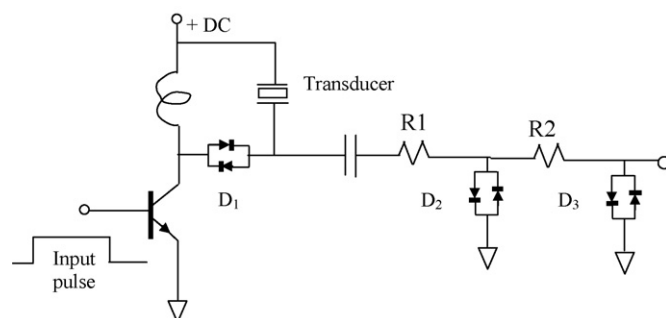 + DC
Transducer
R1
R2
D1
D2
D3
Input
pulse